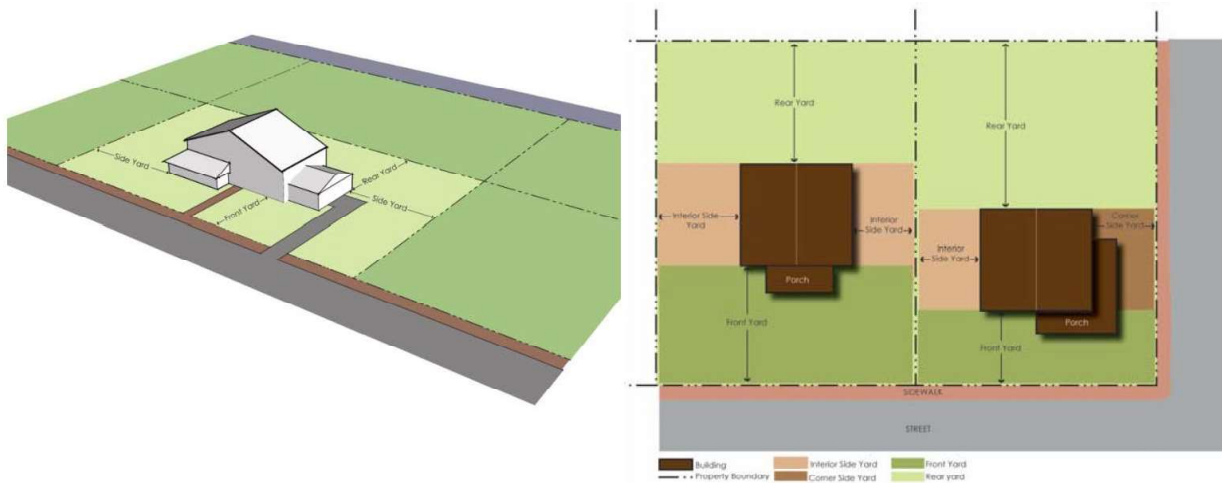 Side Yard
Rear Yard
Side Yard
Front Yard
Rear Yard
Rear Yard
Interior Side
Yard
Interior
Side Yard
Corner
Side Yard
Interior
Side Yard
Porch
Porch
Front Yard
Front Yard
SIDEWALK
STREET
Building
Interior Side Yard
Front Yard
Property Boundary
Corner Side Yard
Rear yard